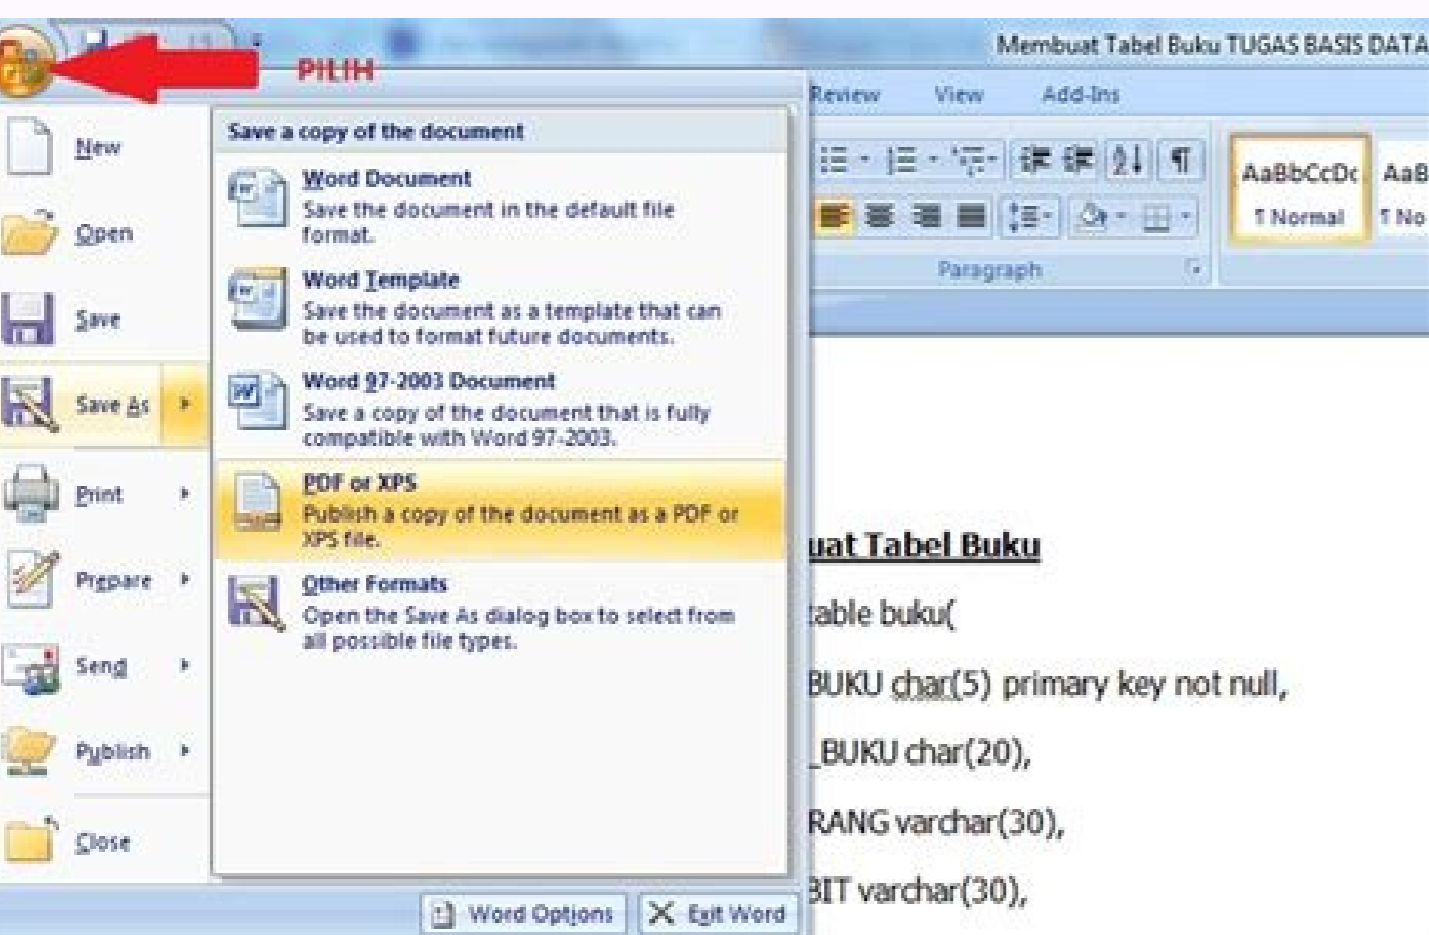 Membuat Tabel Buku TUGAS BASIS DATA
PILIH
Review View Add-Ins
New
Open
Save
Save As
Print
Prepare
Send
Publish
Close
Save a copy of the document
Word Document
Save the document in the default file
format.
Word Template
Save the document as a template that can
be used to format future documents.
Word 97-2003 Document
Save a copy of the document that is fully
compatible with Word 97-2003.
PDF or XPS
Publish a copy of the document as a PDF or
XPS file.
Other Formats
Open the Save As dialog box to select from
all possible file types.
Word Options
Exit Word
AaBbCcDc AaB
¶ Normal ¶ No
Paragraph
uat Tabel Buku
table buku(
BUKU char(5) primary key not null,
_BUKU char(20),
RANG varchar(30),
BIT varchar(30),